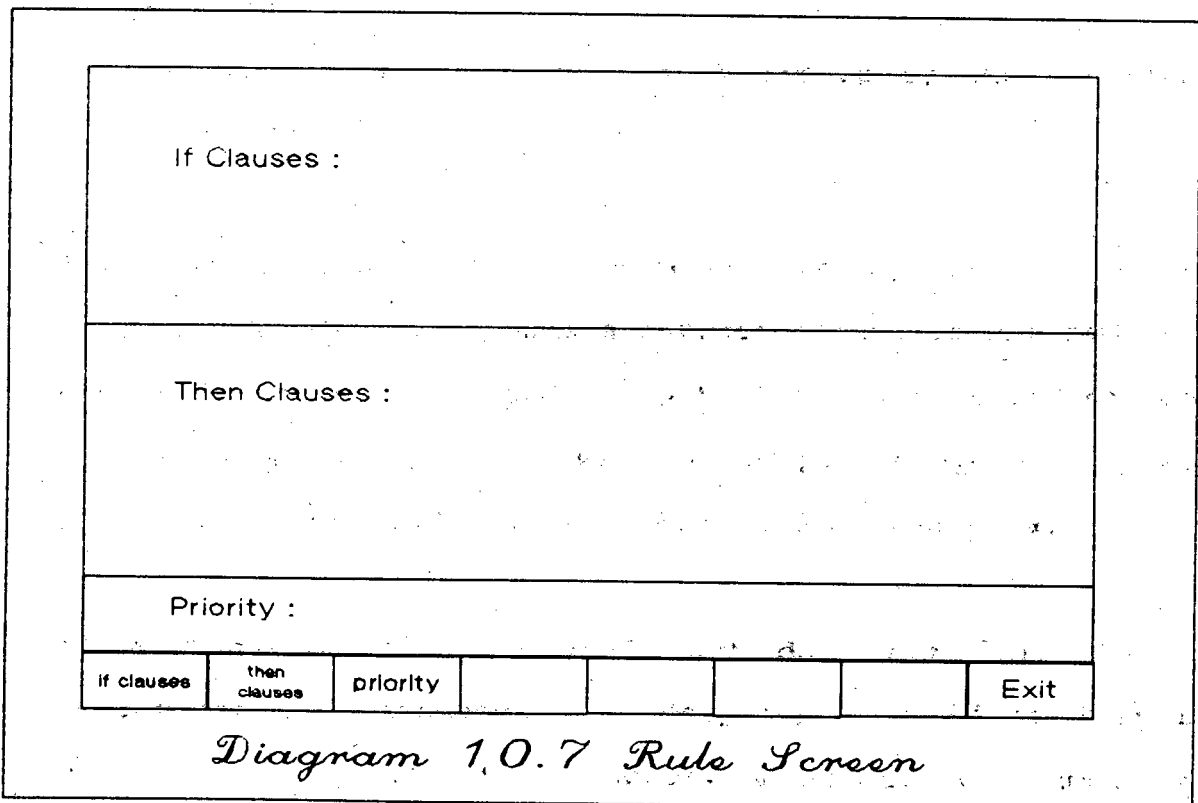 If Clauses :
Then Clauses :
Priority :
if clauses then clauses priority Exit
Diagram 1.0.7 Rule Screen